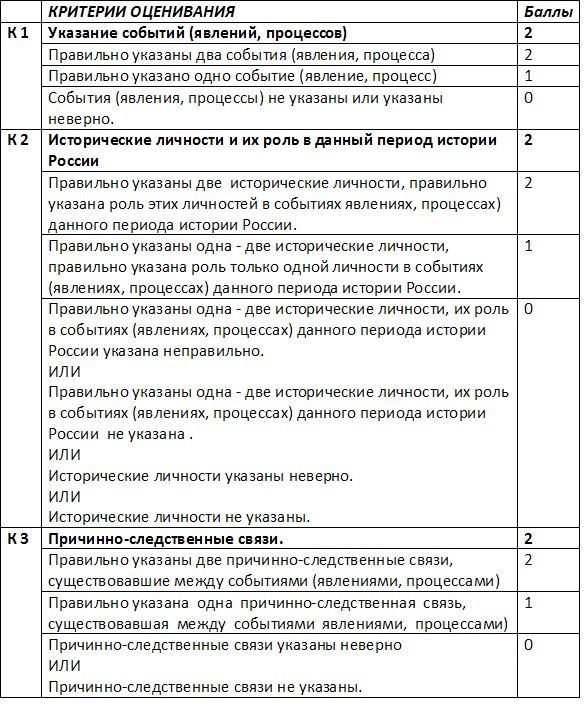 КРИТЕРИИ ОЦЕНИВАНИЯ Баллы
К 1 Указание событий (явлений, процессов) 2
Правильно указаны два события (явления, процесса) 2
Правильно указано одно событие (явление, процесс) 1
События (явления, процессы) не указаны или указаны 0
неверно.
К 2 Исторические личности и их роль в данный период истории 2
России
Правильно указаны две исторические личности, правильно 2
указана роль этих личностей в событиях явлениях, процессах)
данного периода истории России.
Правильно указаны одна - две исторические личности, 1
правильно указана роль только одной личности в событиях
(явлениях, процессах) данного периода истории России.
Правильно указаны одна - две исторические личности, их роль 0
в событиях (явлениях, процессах) данного периода истории
России указана неправильно.
ИЛИ
Правильно указаны одна - две исторические личности, их роль
в событиях (явлениях, процессах) данного периода истории
России не указана .
ИЛИ
Исторические личности указаны неверно.
ИЛИ
Исторические личности не указаны.
К 3 Причинно-следственные связи. 2
Правильно указаны две причинно-следственные связи, 2
существовавшие между событиями (явлениями, процессами)
Правильно указана одна причинно-следственная связь, 1
существовавшая между событиями явлениями, процессами)
Причинно-следственные связи указаны неверно 0
ИЛИ
Причинно-следственные связи не указаны.